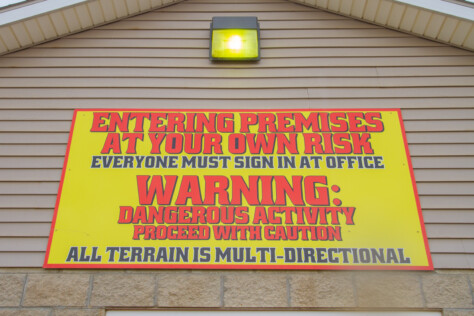 ENTERING PREMISES
AT YOUR OWN RISK
EVERYONE MUST SIGN IN AT OFFICE
WARNING:
DANGEROUS ACTIVITY
PROCEED WITH CAUTION
ALL TERRAIN IS MULTI-DIRECTIONAL